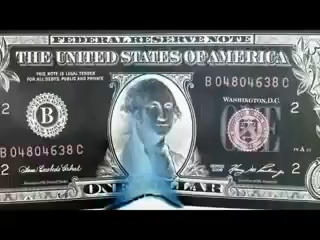 FEDERAL RESERVE NOTE
THE UNITED STATES OF AMERICA
THIS NOTE IS LEGAL TENDER
FOR ALL DEBTS, PUBLIC AND PRIVATE
B 04804638 C
2
WASHINGTON, D.C.
2
B
B 04804638 C
2
2
ONE DOLLAR